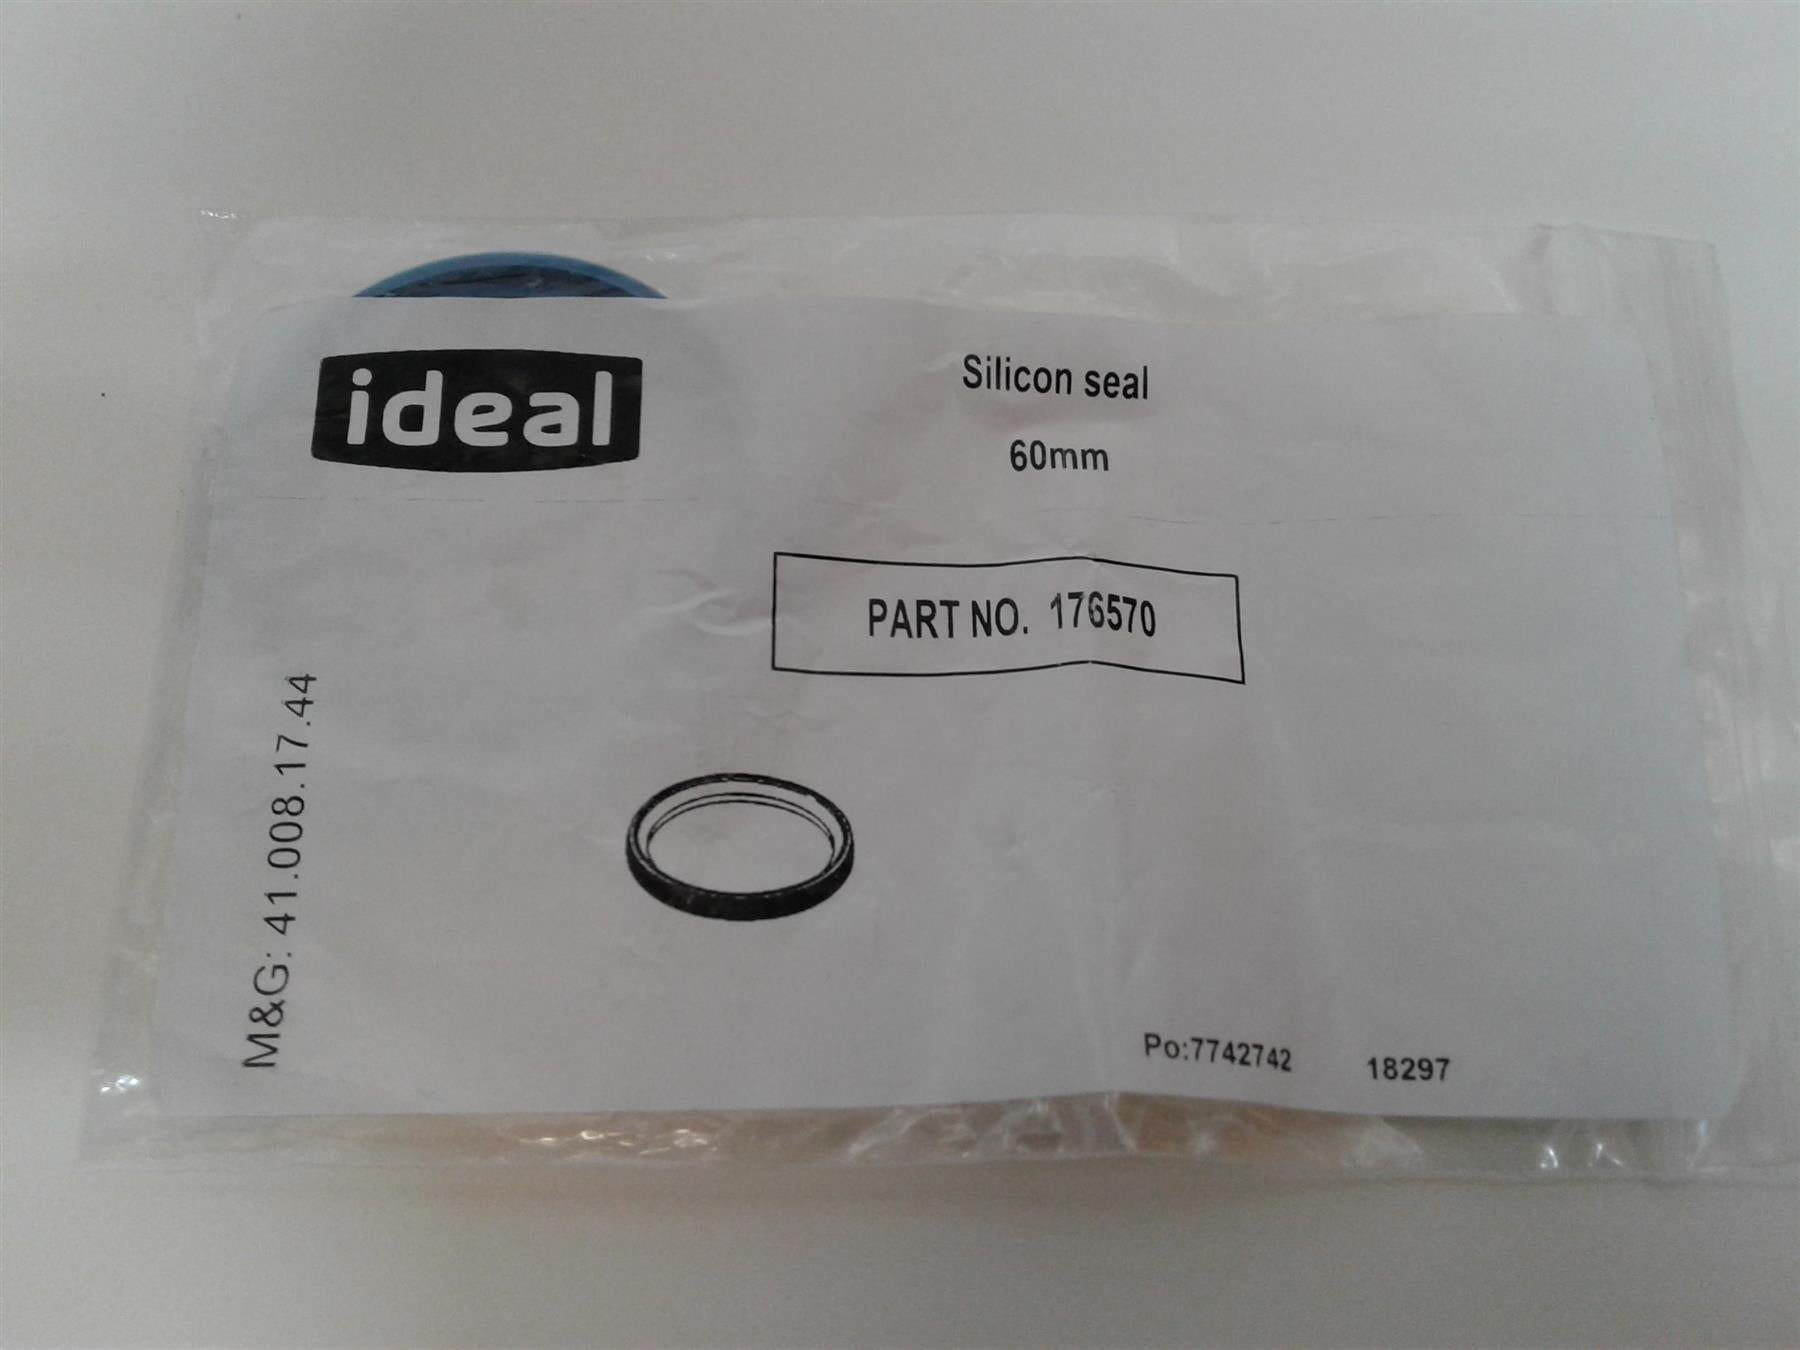 ideal
Silicon seal
60mm
PART NO. 176570
M&G: 41.008.17.44
Po:7742742 18297